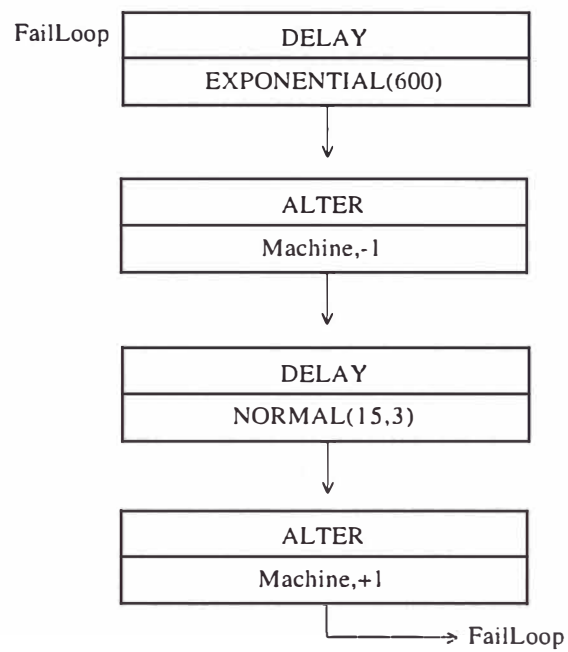 FailLoop
DELAY
EXPONENTIAL(600)
ALTER
Machine,-1
DELAY
NORMAL(15,3)
ALTER
Machine,+1
FailLoop